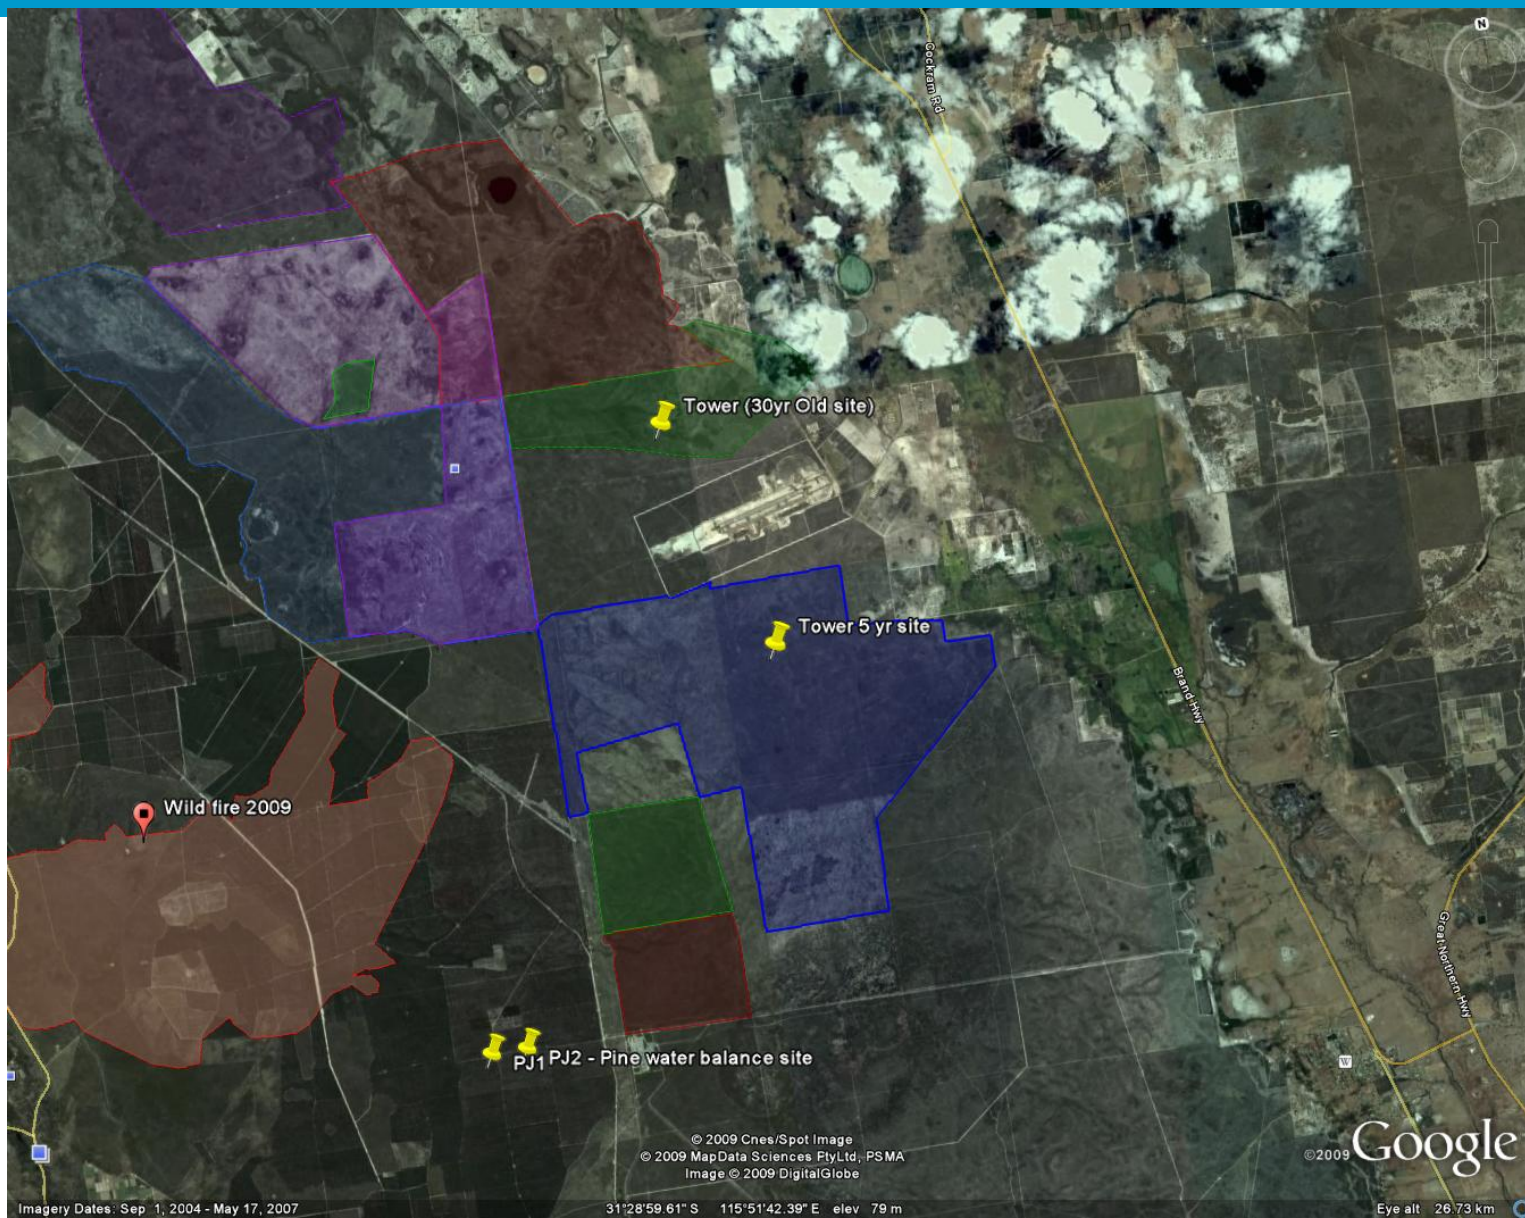 N
Cockram Rd
Tower (30yr Old site)
Tower 5 yr site
Brand Hwy
Wild fire 2009
Great Northern Hwy
PJ1
PJ2 - Pine water balance site
W
© 2009 Cnes/Spot Image
© 2009 MapData Sciences PtyLtd, PSMA
Image © 2009 DigitalGlobe
©2009 Google
Imagery Dates: Sep 1, 2004 - May 17, 2007
31°28'59.61" S 115°51'42.39" E elev 79 m
Eye alt 26.73 km